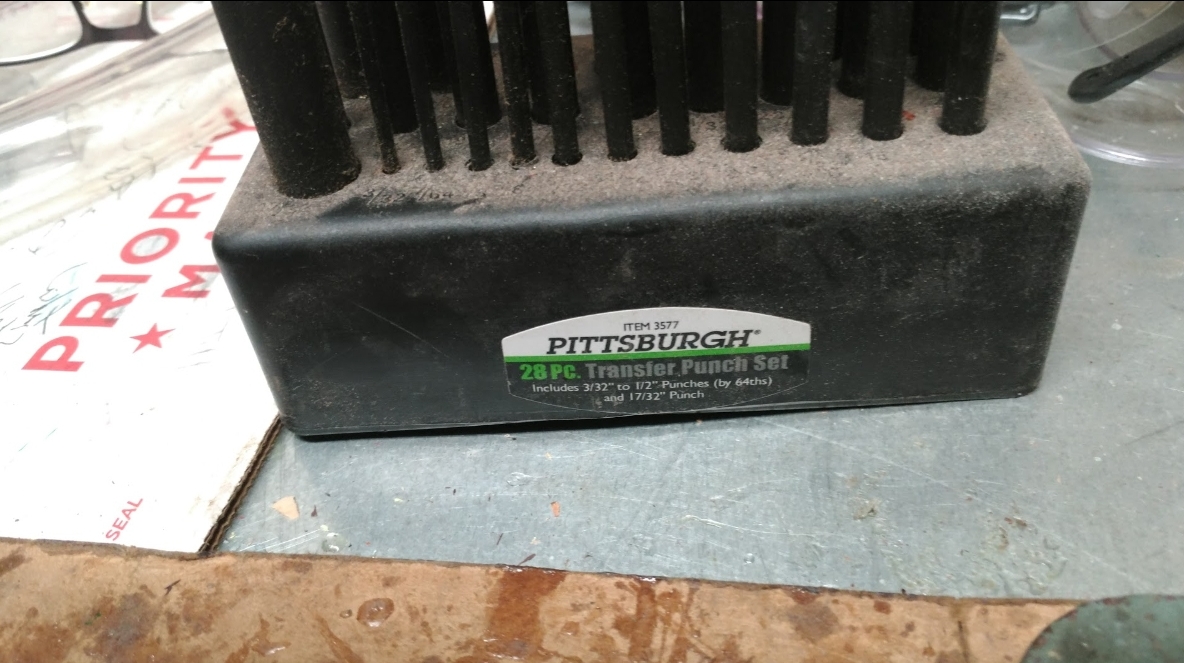 PRIORITY
★ M
SEAL
ITEM 3577
PITTSBURGH®
28 PC. Transfer Punch Set
Includes 3/32" to 1/2" Punches (by 64ths)
and 17/32" Punch